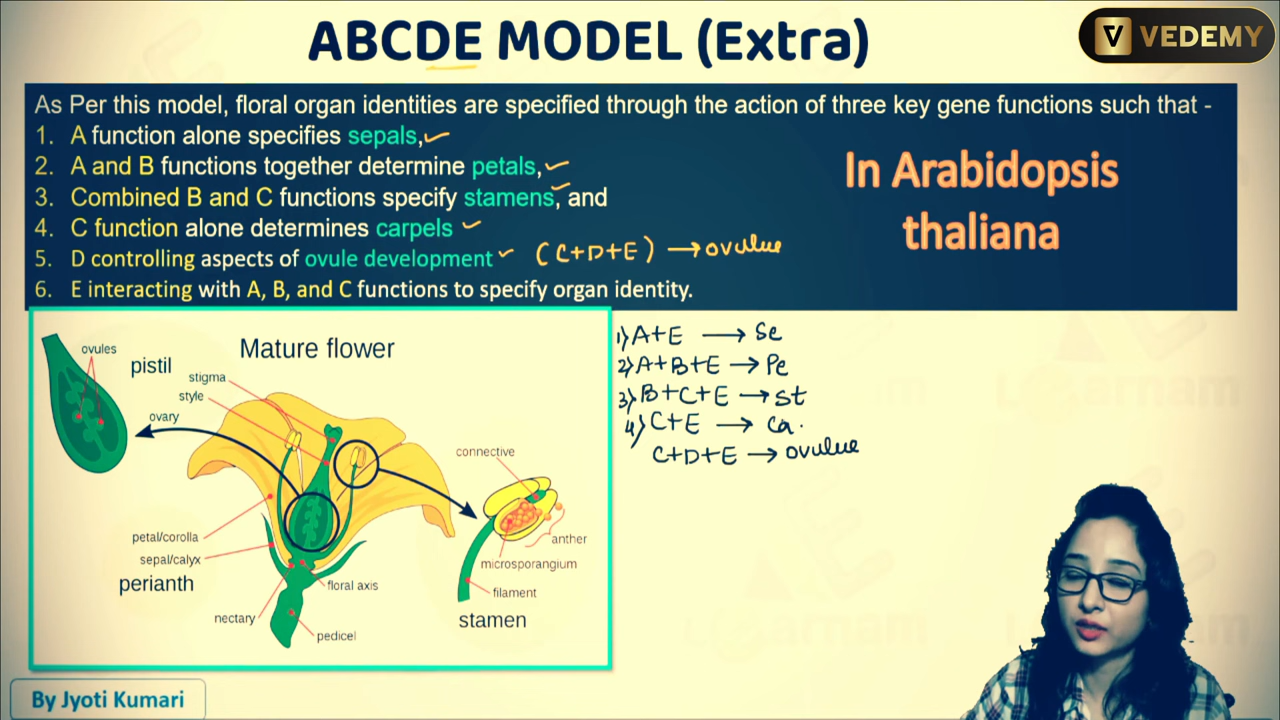 ABCDE MODEL (Extra)
VEDEMY
As Per this model, floral organ identities are specified through the action of three key gene functions such that -
1. A function alone specifies sepals,
2. A and B functions together determine petals,
3. Combined B and C functions specify stamens, and
4. C function alone determines carpels
5. D controlling aspects of ovule development (C+D+E) → ovulue
6. E interacting with A, B, and C functions to specify organ identity.
In Arabidopsis
thaliana
Mature flower
ovules
pistil
stigma
style
ovary
connective
petal/corolla
sepal/calyx
perianth
nectary
floral axis
pedicel
anther
microsporangium
filament
stamen
1) A+E → Se
2) A+B+E → Pe
3) B+C+E → St
4) C+E → Ca.
C+D+E → ovulue
By Jyoti Kumari